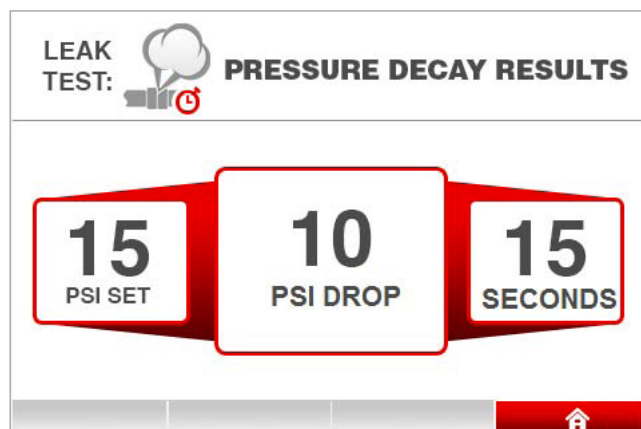 LEAK
TEST:
PRESSURE DECAY RESULTS
15
PSI SET
10
PSI DROP
15
SECONDS